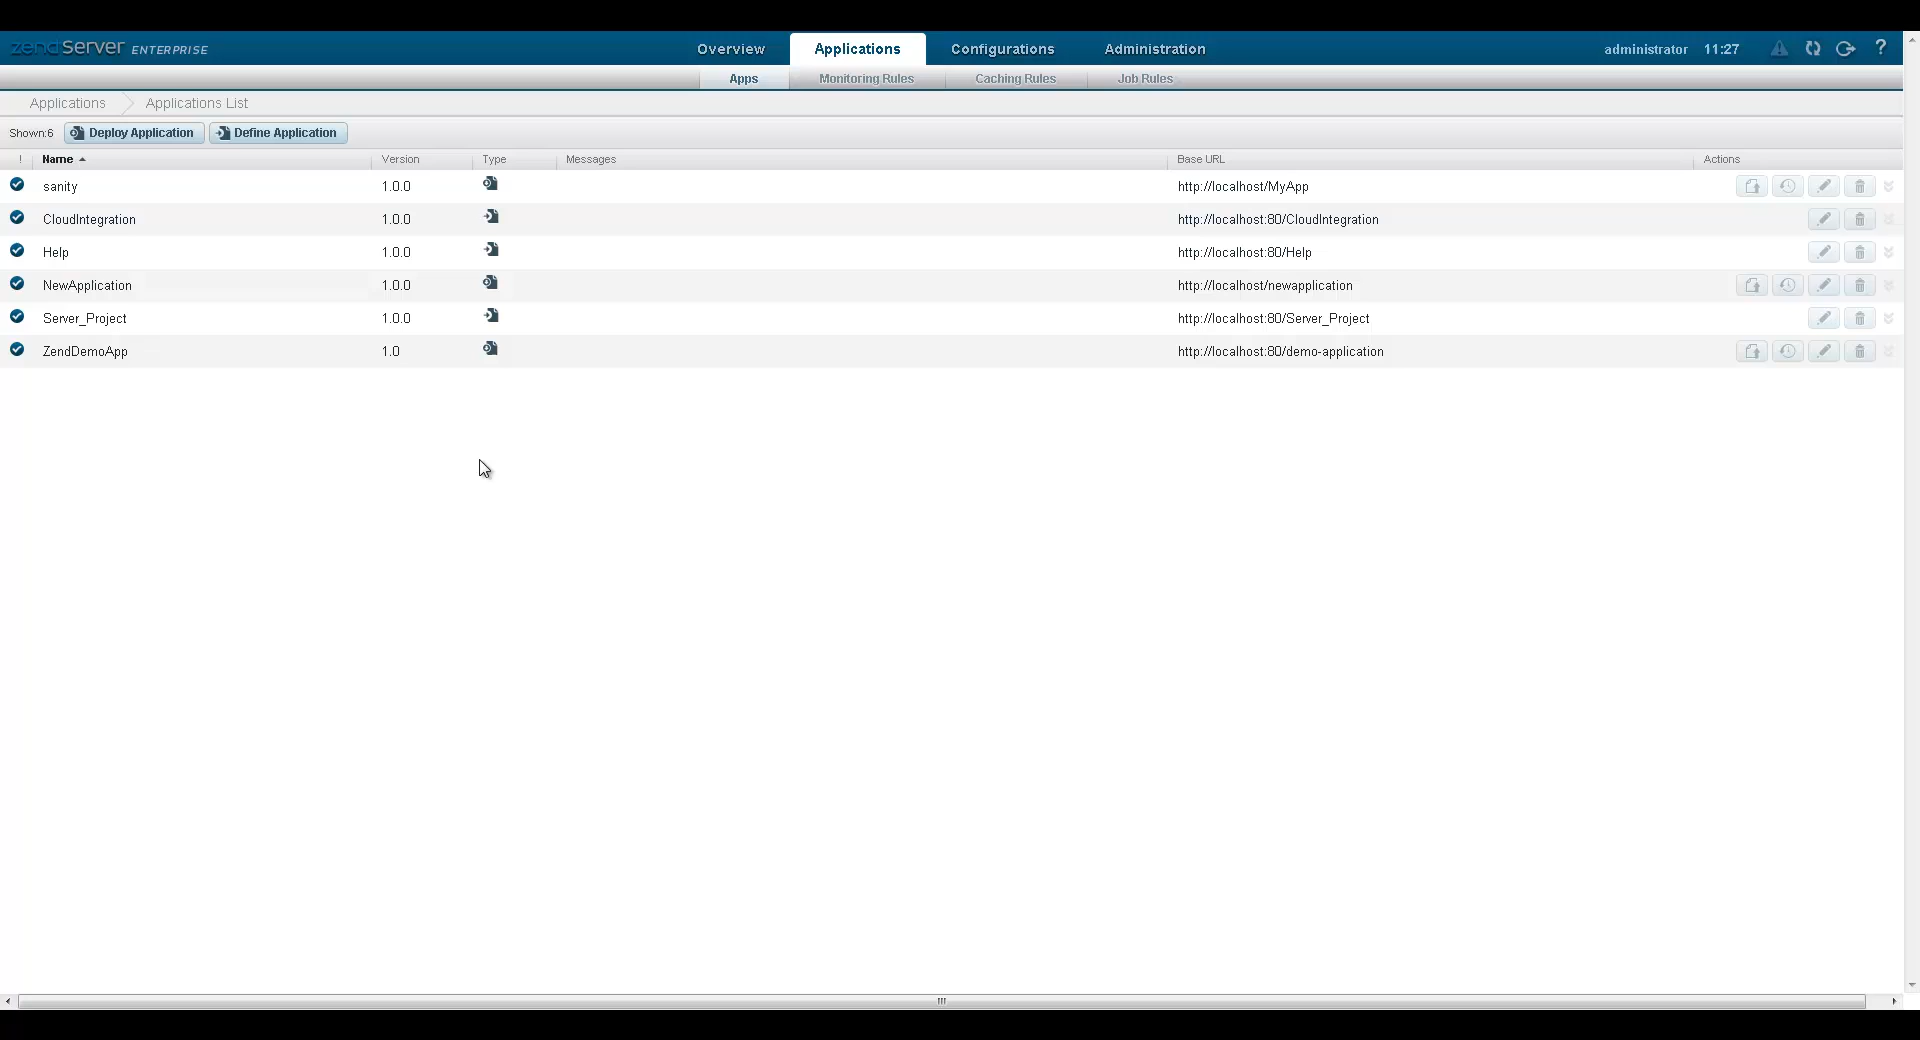 zend Server ENTERPRISE Overview Applications Configurations Administration administrator 11:27 ?
Apps Monitoring Rules Caching Rules Job Rules
Applications Applications List
Shown:6 Deploy Application Define Application
! Name Version Type Messages Base URL Actions
sanity 1.0.0 http://localhost/MyApp
CloudIntegration 1.0.0 http://localhost:80/CloudIntegration
Help 1.0.0 http://localhost:80/Help
NewApplication 1.0.0 http://localhost/newapplication
Server_Project 1.0.0 http://localhost:80/Server_Project
ZendDemoApp 1.0 http://localhost:80/demo-application